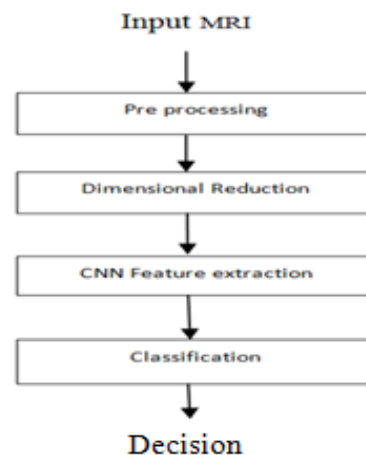 Input MRI
Pre processing
Dimensional Reduction
CNN Feature extraction
Classification
Decision